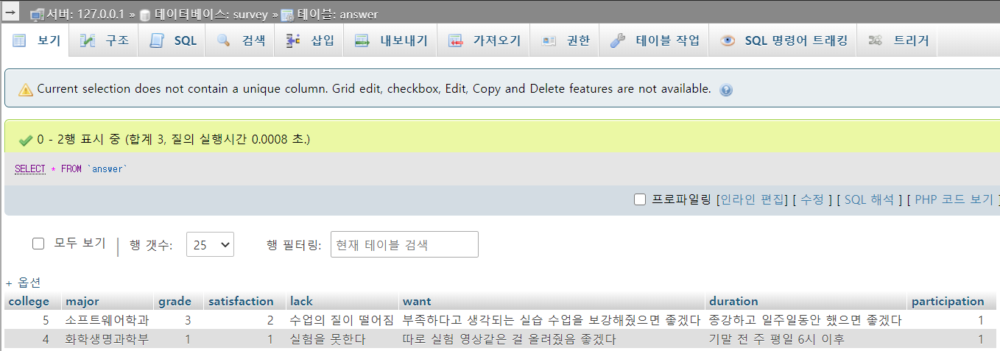 서버: 127.0.0.1 » 데이터베이스: survey » 테이블: answer
보기 구조 SQL 검색 삽입 내보내기 가져오기 권한 테이블 작업 SQL 명령어 트래킹 트리거
Current selection does not contain a unique column. Grid edit, checkbox, Edit, Copy and Delete features are not available.
0 - 2행 표시 중 (합계 3, 질의 실행시간 0.0008 초.)
SELECT * FROM `answer`
프로파일링 [인라인 편집] [ 수정 ] [ SQL 해석 ] [ PHP 코드 보기 ]
모두 보기 | 행 갯수: 25 행 필터링: 현재 테이블 검색
+ 옵션
college major grade satisfaction lack want duration participation
5 소프트웨어학과 3 2 수업의 질이 떨어짐 부족하다고 생각되는 실습 수업을 보강해줬으면 좋겠다 종강하고 일주일동안 했으면 좋겠다 1
4 화학생명과학부 1 1 실험을 못한다 따로 실험 영상같은 걸 올려줬음 좋겠다 기말 전 주 평일 6시 이후 1